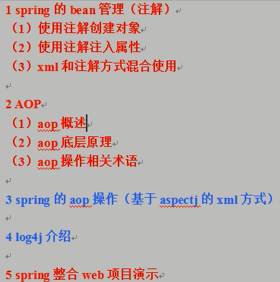 1 spring 的 bean 管理（注解）
（1）使用注解创建对象
（2）使用注解注入属性
（3）xml 和注解方式混合使用
2 AOP
（1）aop 概述
（2）aop 底层原理
（3）aop 操作相关术语
3 spring 的 aop 操作（基于 aspectj 的 xml 方式）
4 log4j 介绍
5 spring 整合 web 项目演示